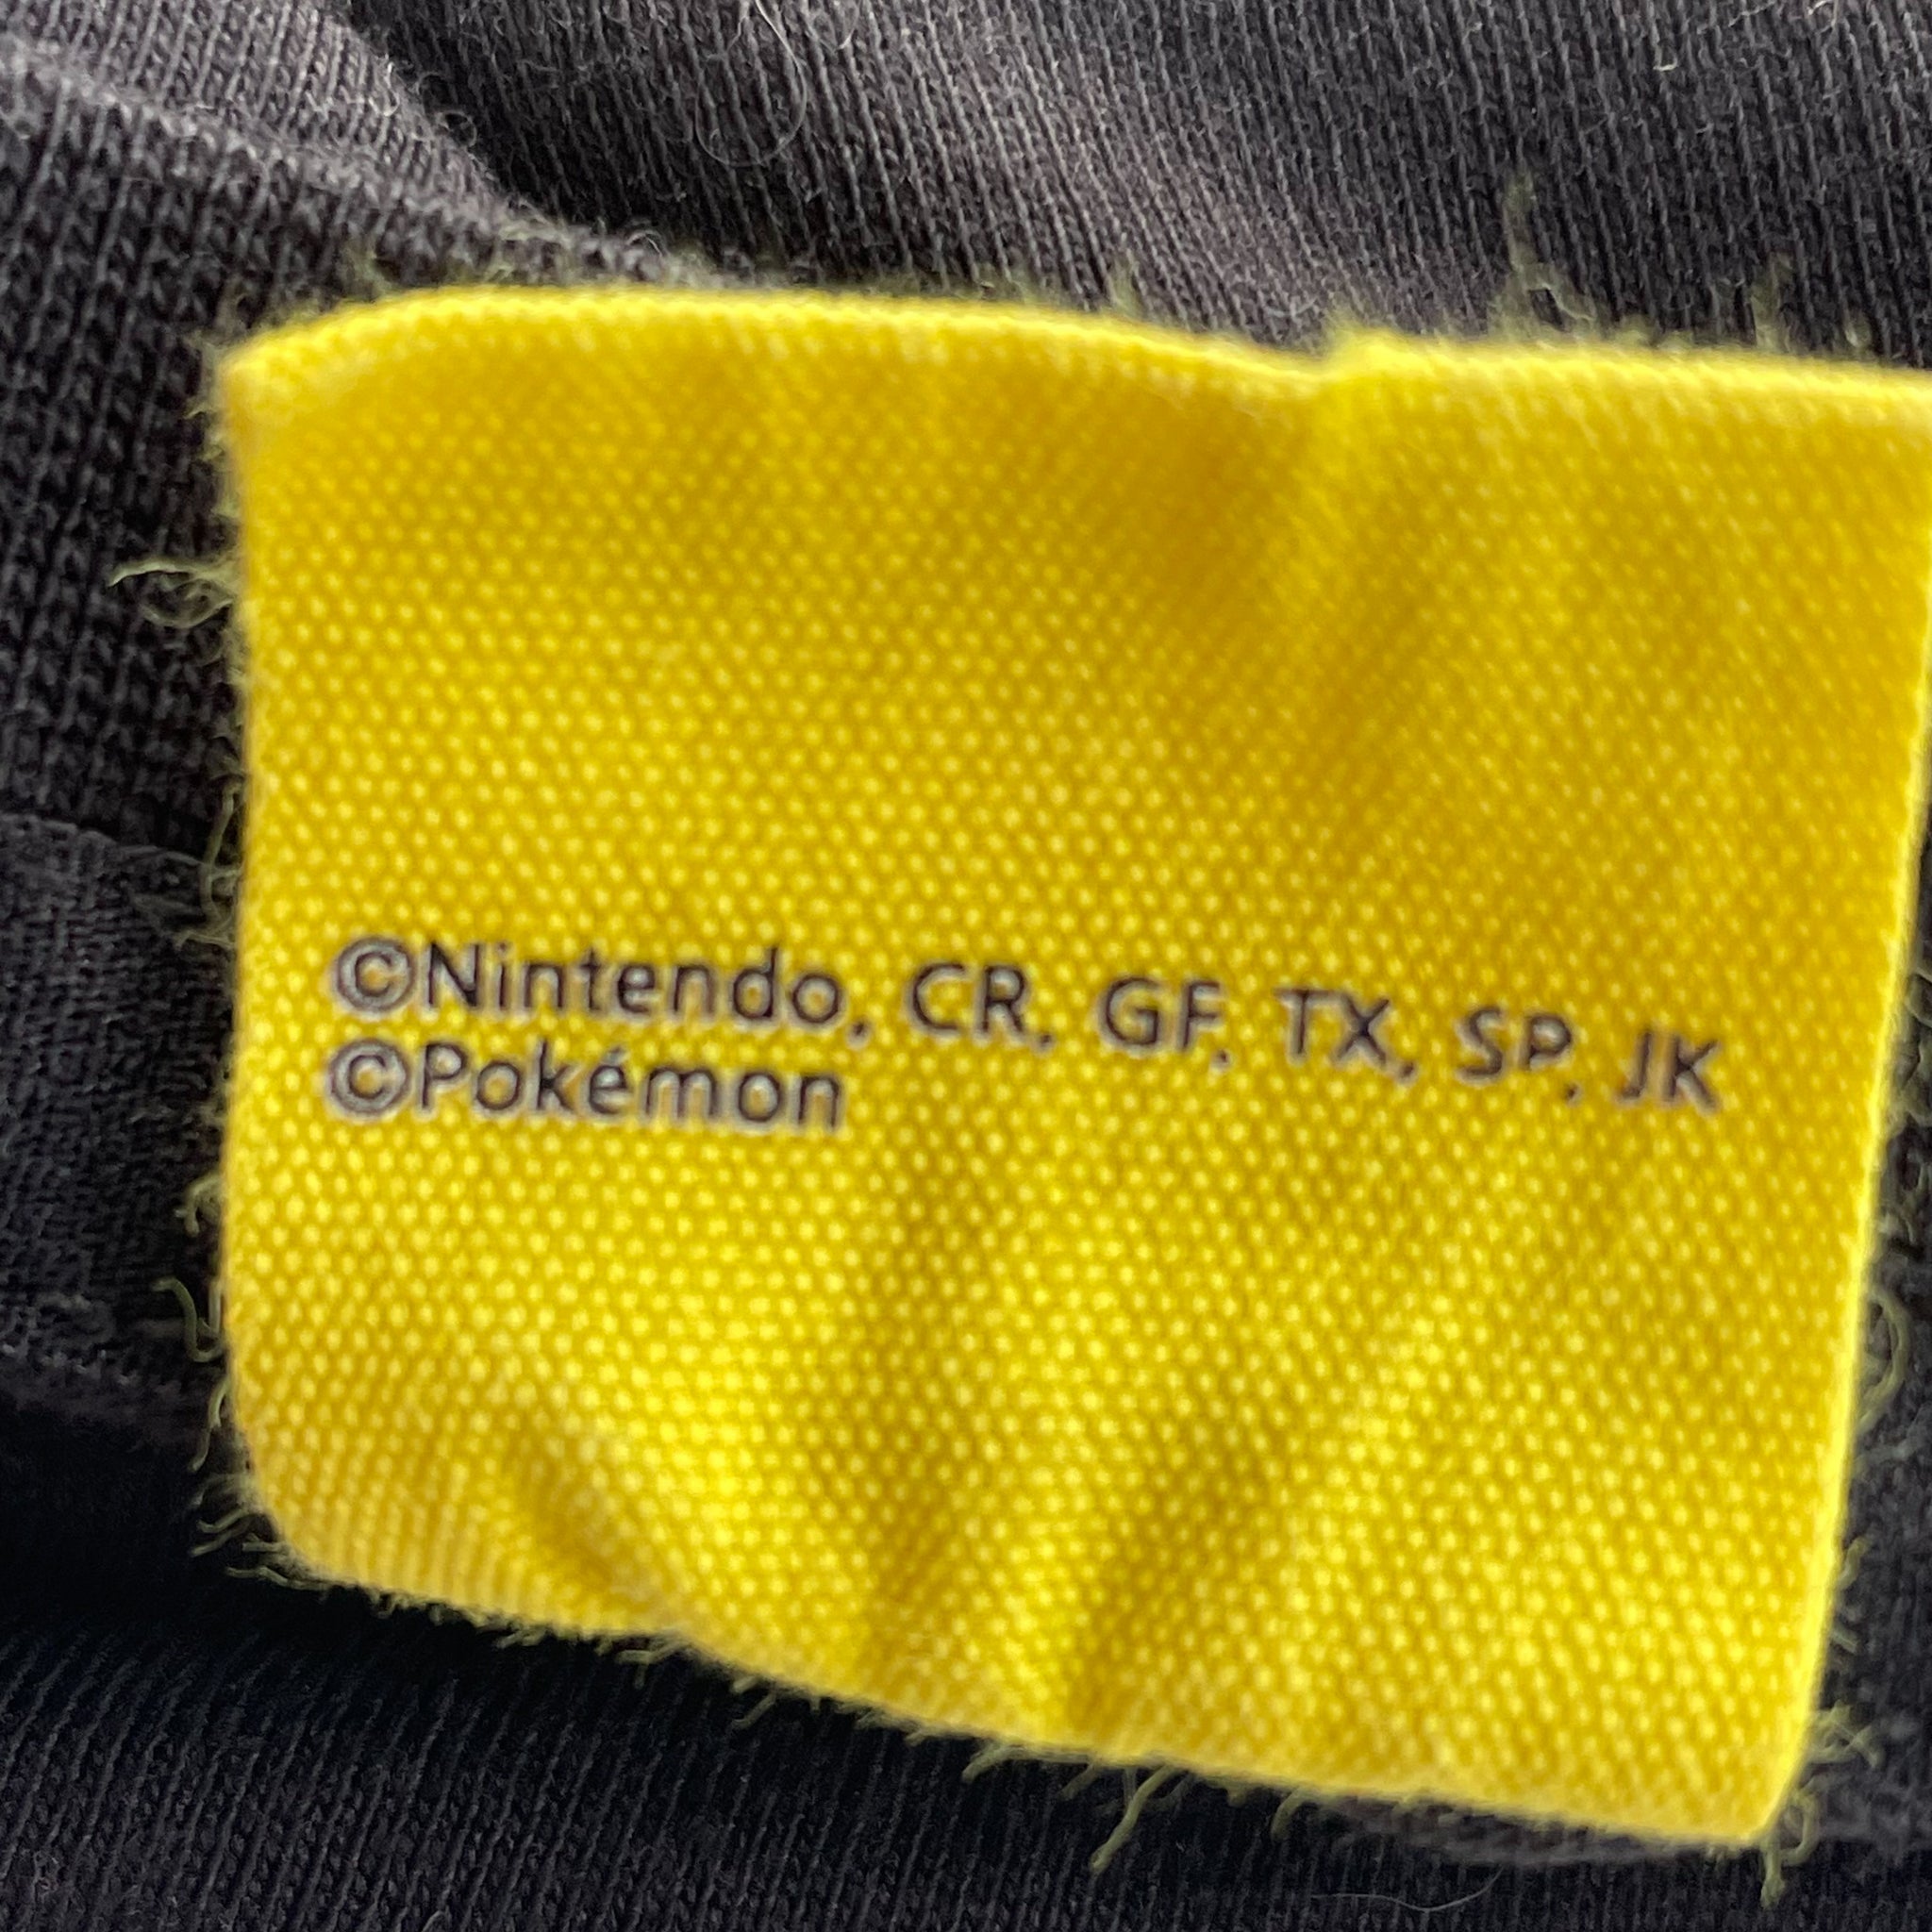 ©Nintendo, CR, GF, TX, SP, JK
©Pokémon